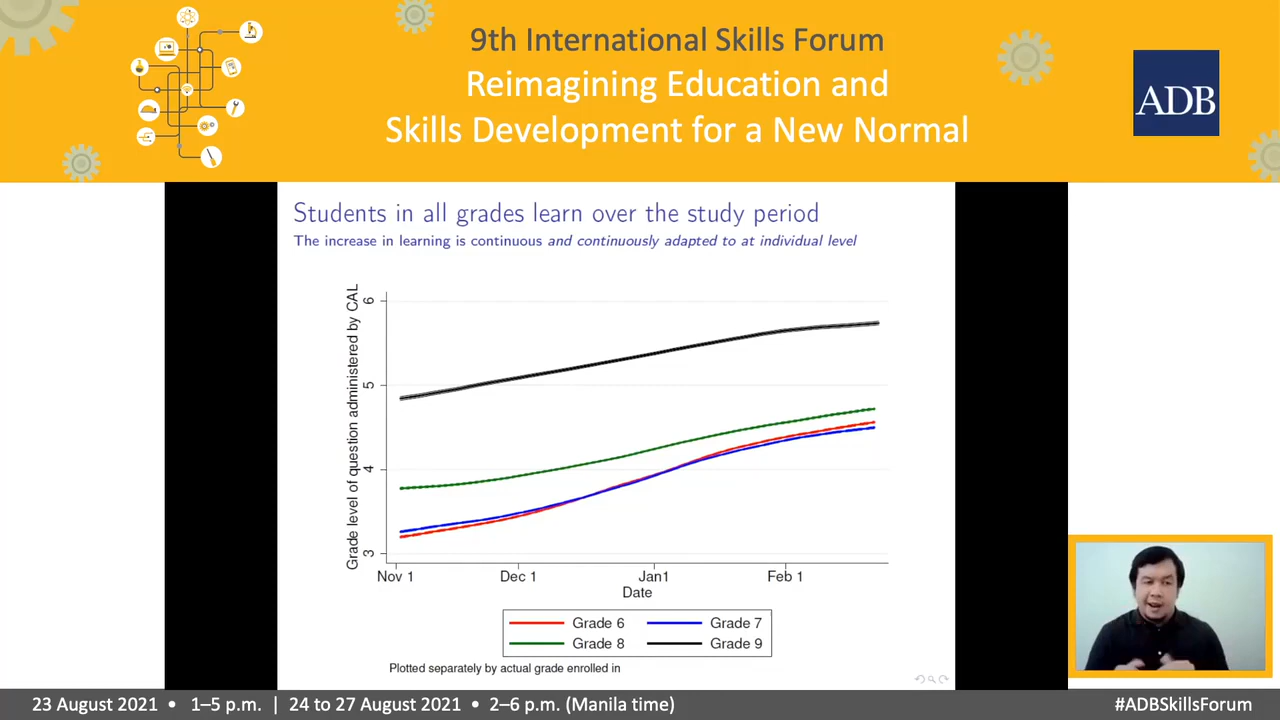 9th International Skills Forum
Reimagining Education and
Skills Development for a New Normal
ADB
Students in all grades learn over the study period
The increase in learning is continuous and continuously adapted to at individual level
Grade level of question administered by CAL
6
5
4
3
Nov 1
Dec 1
Jan1
Feb 1
Date
Grade 6
Grade 7
Grade 8
Grade 9
Plotted separately by actual grade enrolled in
23 August 2021 • 1–5 p.m. | 24 to 27 August 2021 • 2–6 p.m. (Manila time)
#ADBSkillsForum